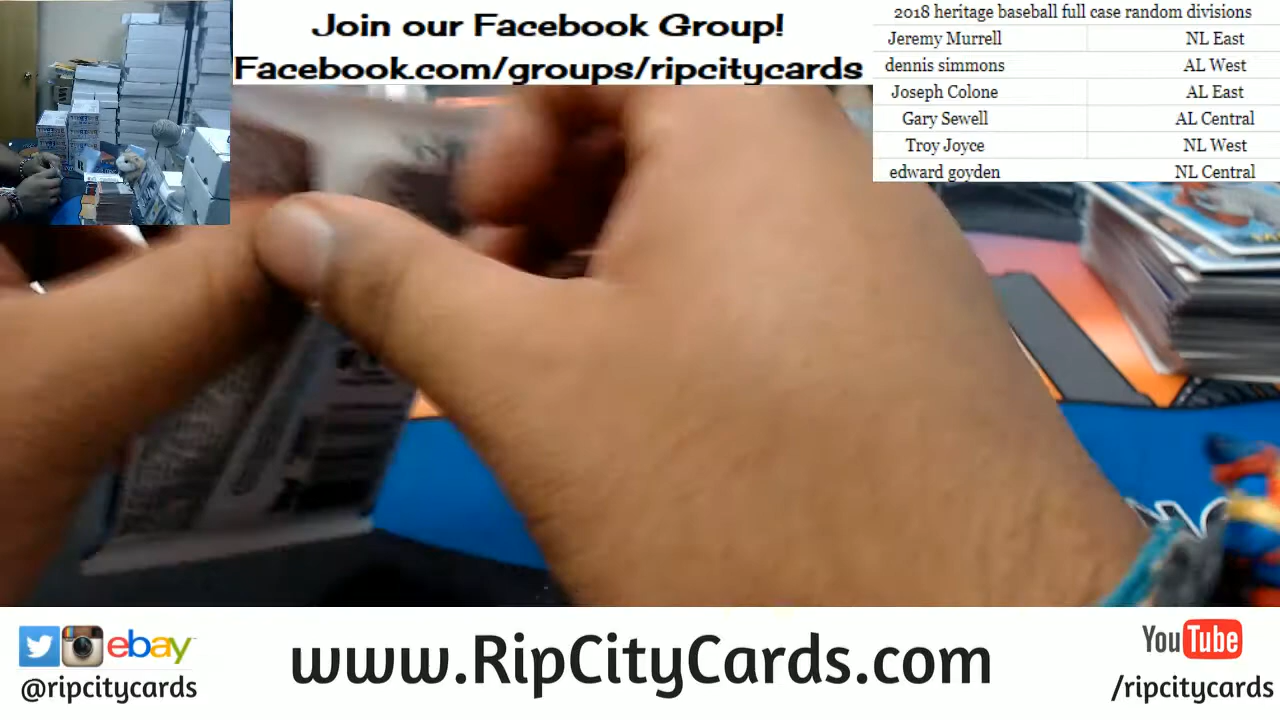 Join our Facebook Group!
Facebook.com/groups/ripcitycards
2018 heritage baseball full case random divisions
Jeremy Murrell NL East
dennis simmons AL West
Joseph Colone AL East
Gary Sewell AL Central
Troy Joyce NL West
edward goyden NL Central
ebay
@ripcitycards
www.RipCityCards.com
YouTube
/ripcitycards